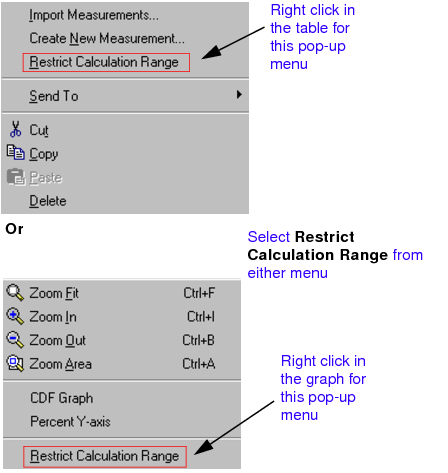 Import Measurements...
Create New Measurement...
Restrict Calculation Range
Send To
Cut
Copy
Paste
Delete
Right click in
the table for
this pop-up
menu
Or
Select Restrict
Calculation Range from
either menu
Zoom Fit Ctrl+F
Zoom In Ctrl+I
Zoom Out Ctrl+B
Zoom Area Ctrl+A
CDF Graph
Percent Y-axis
Restrict Calculation Range
Right click in
the graph for
this pop-up
menu